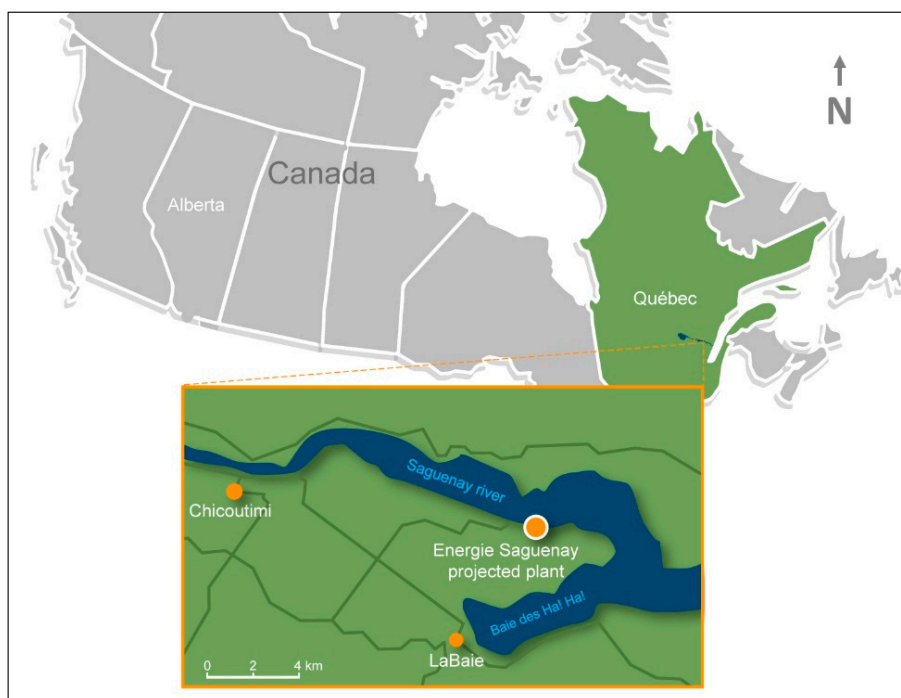 N
Canada
Alberta
Québec
Saguenay river
Chicoutimi
Energie Saguenay
projected plant
Baie des Ha! Ha!
LaBaie
0 2 4 km